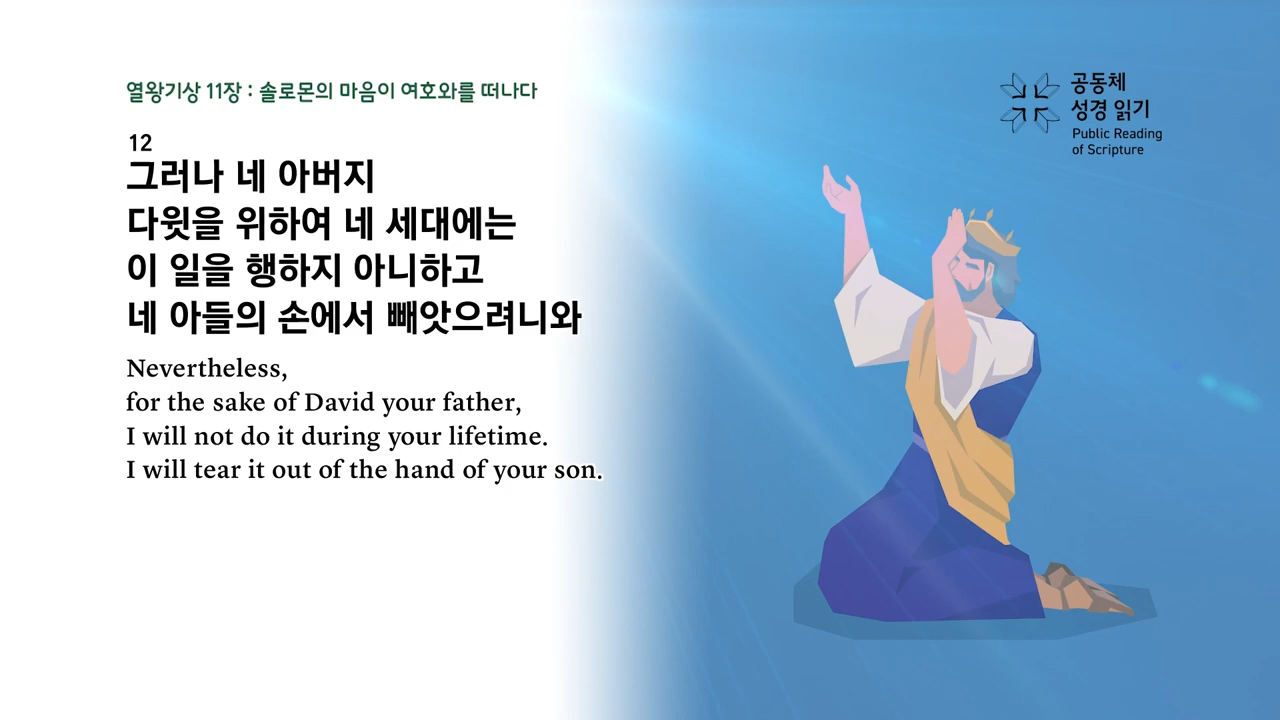 열왕기상 11장 : 솔로몬의 마음이 여호와를 떠나다
12
그러나 네 아버지
다윗을 위하여 네 세대에는
이 일을 행하지 아니하고
네 아들의 손에서 빼앗으려니와
Nevertheless,
for the sake of David your father,
I will not do it during your lifetime.
I will tear it out of the hand of your son.
공동체
성경 읽기
Public Reading
of Scripture